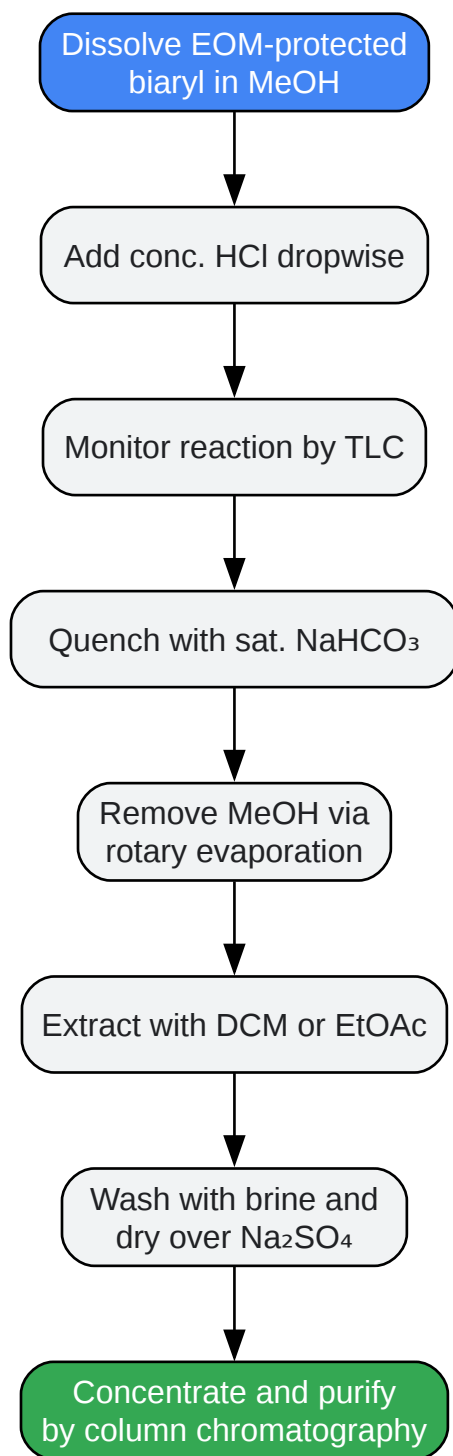 Dissolve EOM-protected
biaryl in MeOH
Add conc. HCl dropwise
Monitor reaction by TLC
Quench with sat. NaHCO₃
Remove MeOH via
rotary evaporation
Extract with DCM or EtOAc
Wash with brine and
dry over Na₂SO₄
Concentrate and purify
by column chromatography